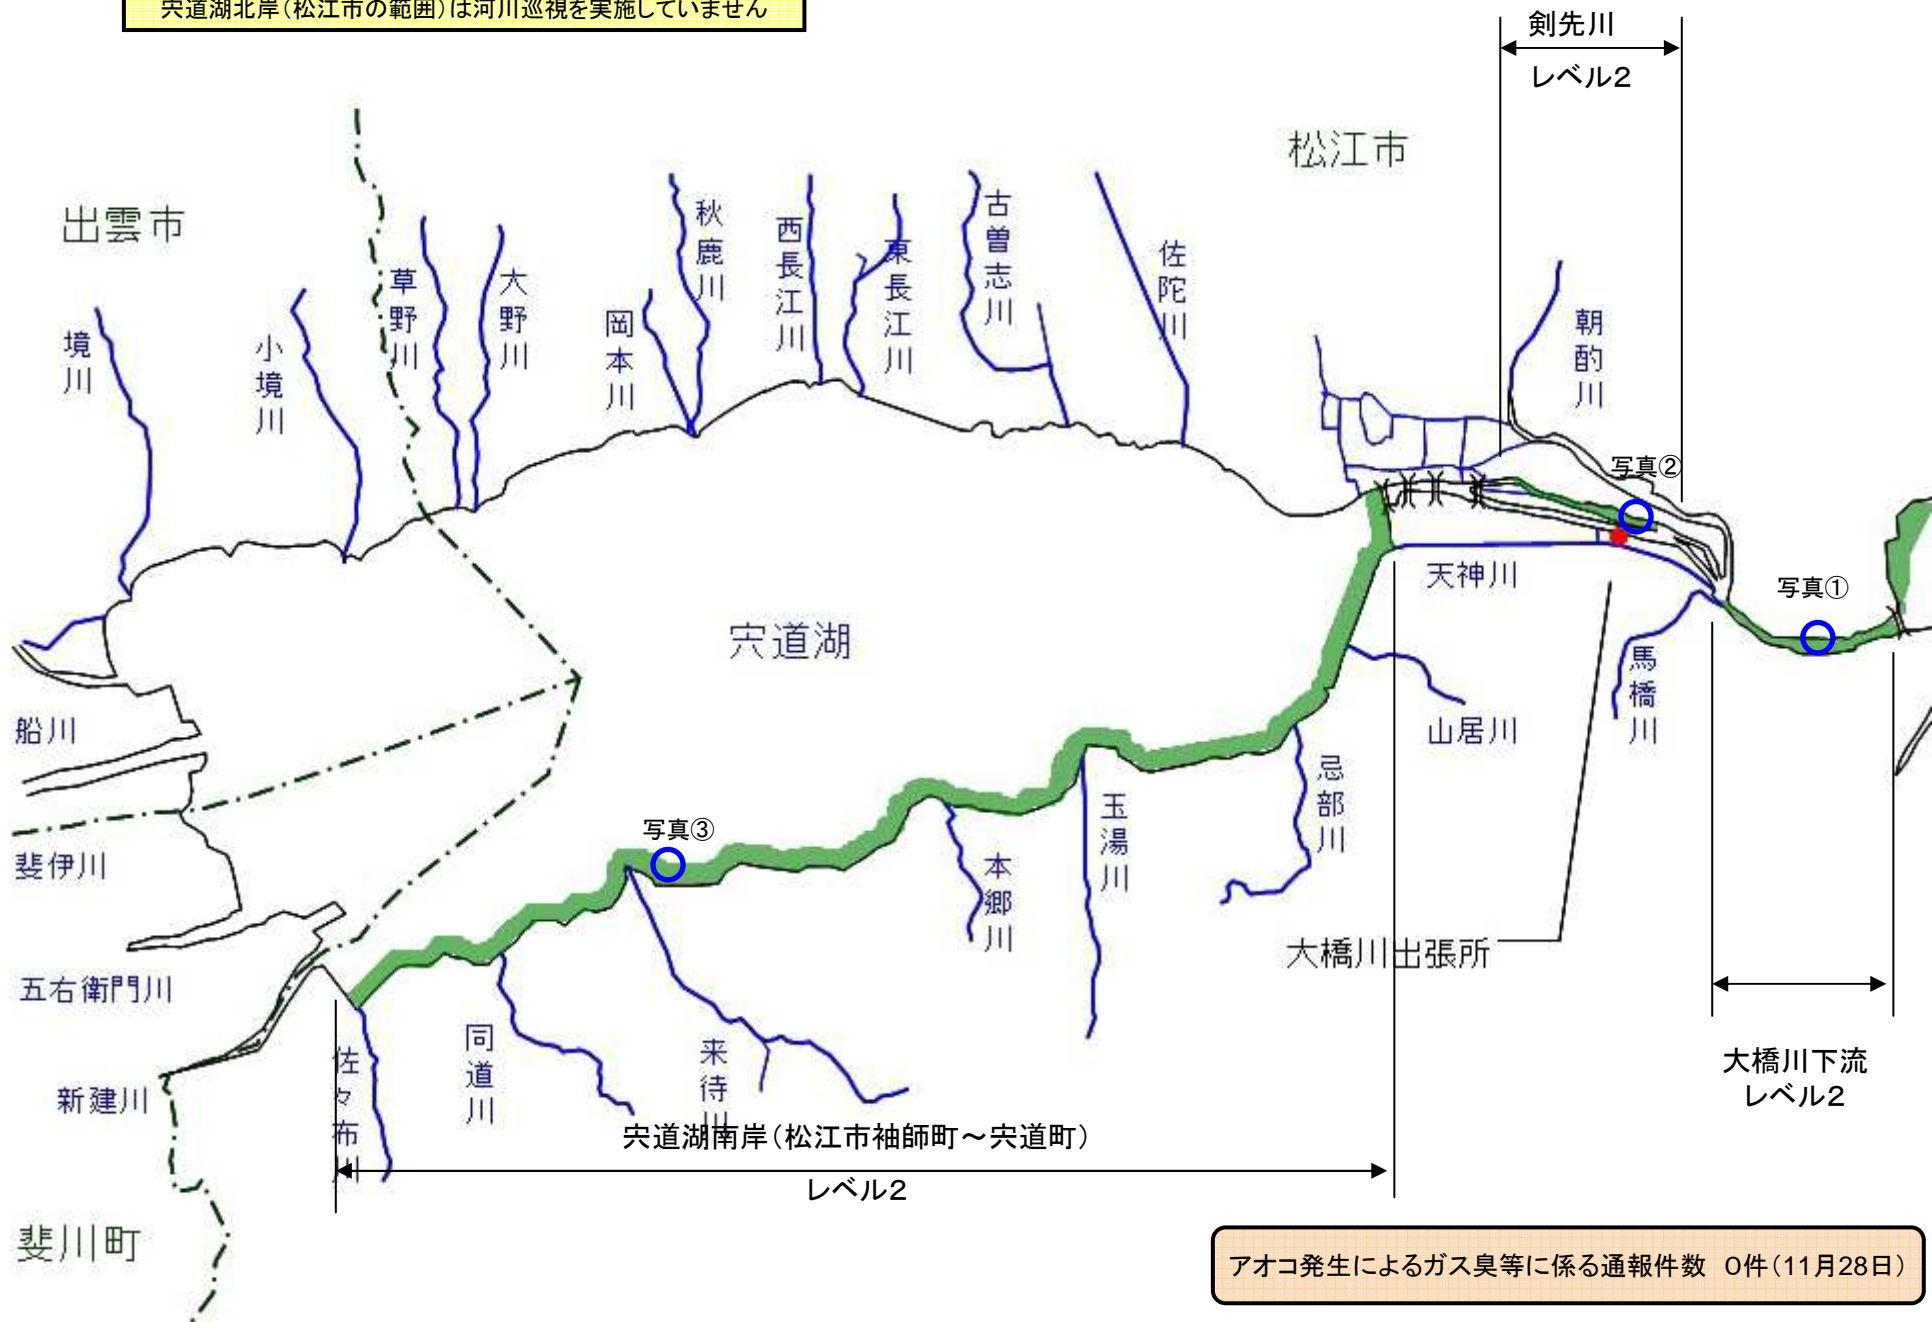 宍道湖北岸（松江市の範囲）は河川巡視を実施していません
剣先川
レベル2
松江市
出雲市
境川
小境川
草野川
大野川
岡本川
秋鹿川
西長江川
東長江川
古曽志川
佐陀川
朝酌川
写真②
写真①
天神川
宍道湖
馬橋川
山居川
船川
忌部川
玉湯川
写真③
本郷川
斐伊川
大橋川出張所
五右衛門川
同道川
来待川
佐々布川
新建川
大橋川下流
レベル2
宍道湖南岸（松江市袖師町～宍道町）
レベル2
斐川町
アオコ発生によるガス臭等に係る通報件数　0件（11月28日）